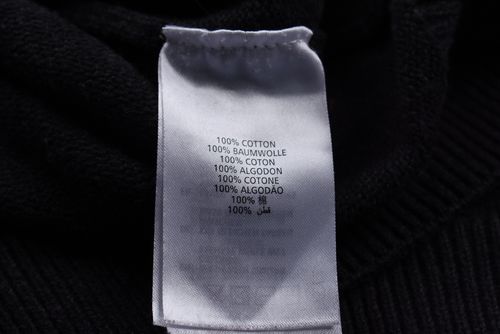 100% COTTON
100% BAUMWOLLE
100% COTON
100% ALGODON
100% COTONE
100% ALGODÃO
100% 棉
100% قطن